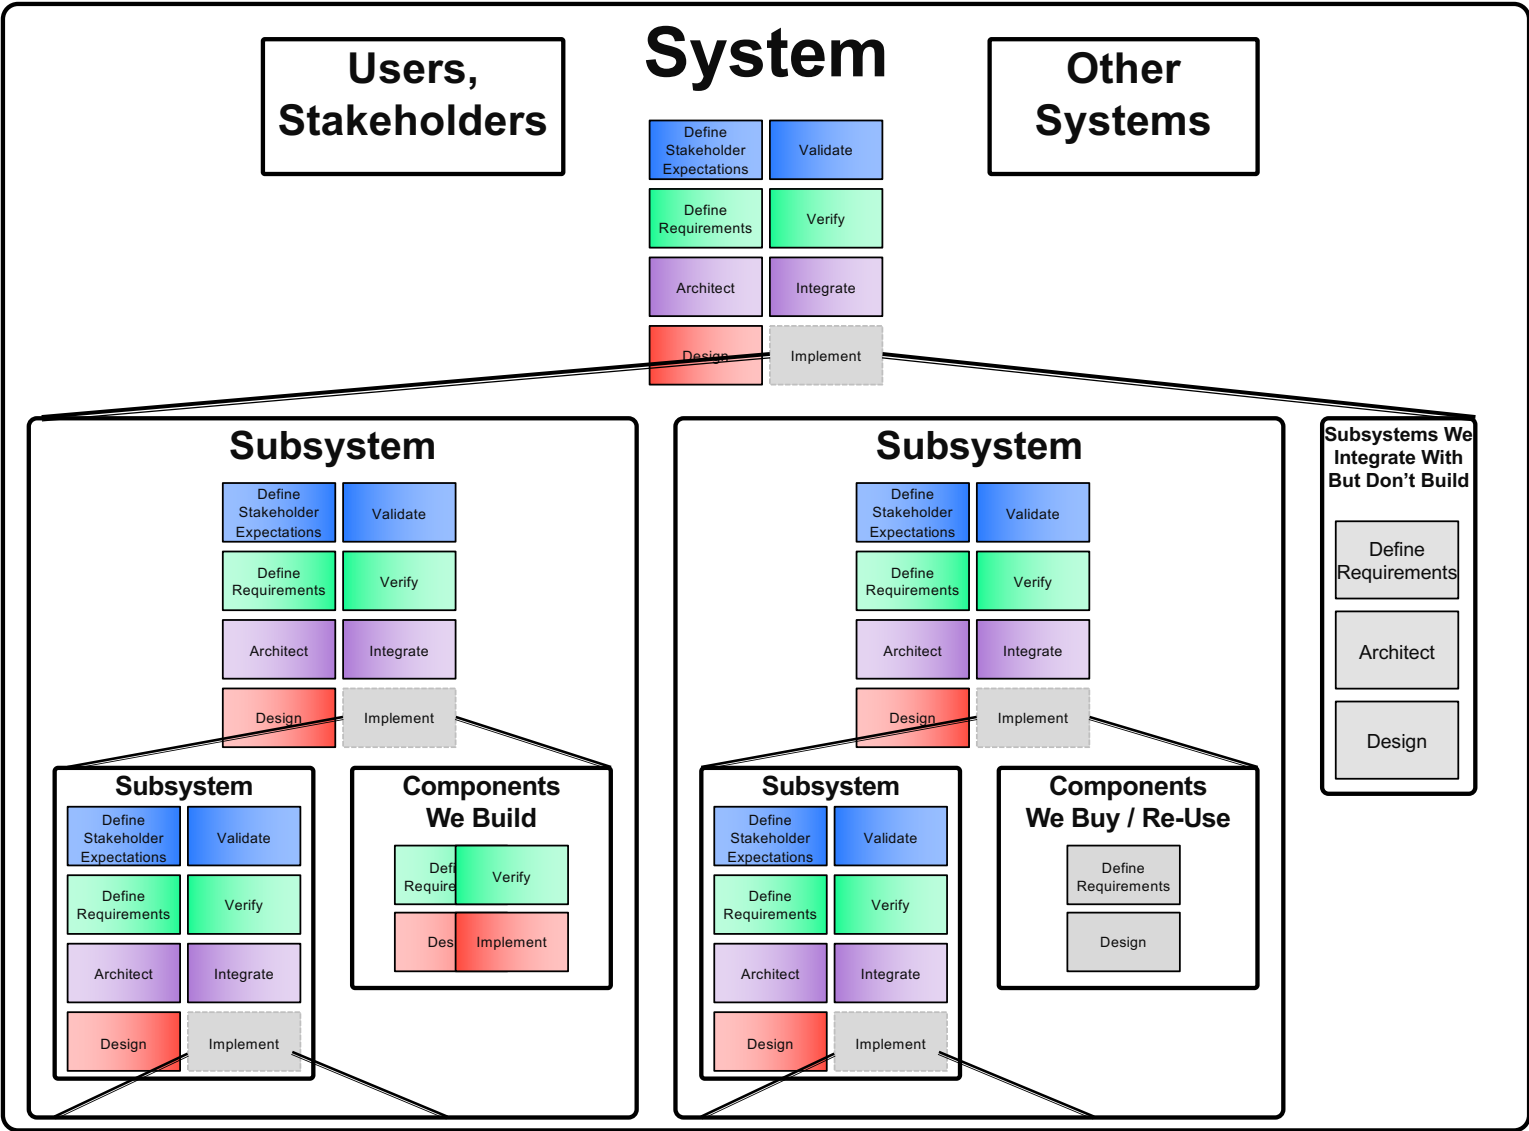 System
Users,
Stakeholders
Other
Systems
Define
Stakeholder
Expectations
Validate
Define
Requirements
Verify
Architect
Integrate
Design
Implement
Subsystem
Define
Stakeholder
Expectations
Validate
Define
Requirements
Verify
Architect
Integrate
Design
Implement
Subsystem
Define
Stakeholder
Expectations
Validate
Define
Requirements
Verify
Architect
Integrate
Design
Implement
Components
We Build
Defi
Require
Verify
Des
Implement
Subsystem
Define
Stakeholder
Expectations
Validate
Define
Requirements
Verify
Architect
Integrate
Design
Implement
Subsystem
Define
Stakeholder
Expectations
Validate
Define
Requirements
Verify
Architect
Integrate
Design
Implement
Components
We Buy / Re-Use
Define
Requirements
Design
Subsystems We
Integrate With
But Don’t Build
Define
Requirements
Architect
Design